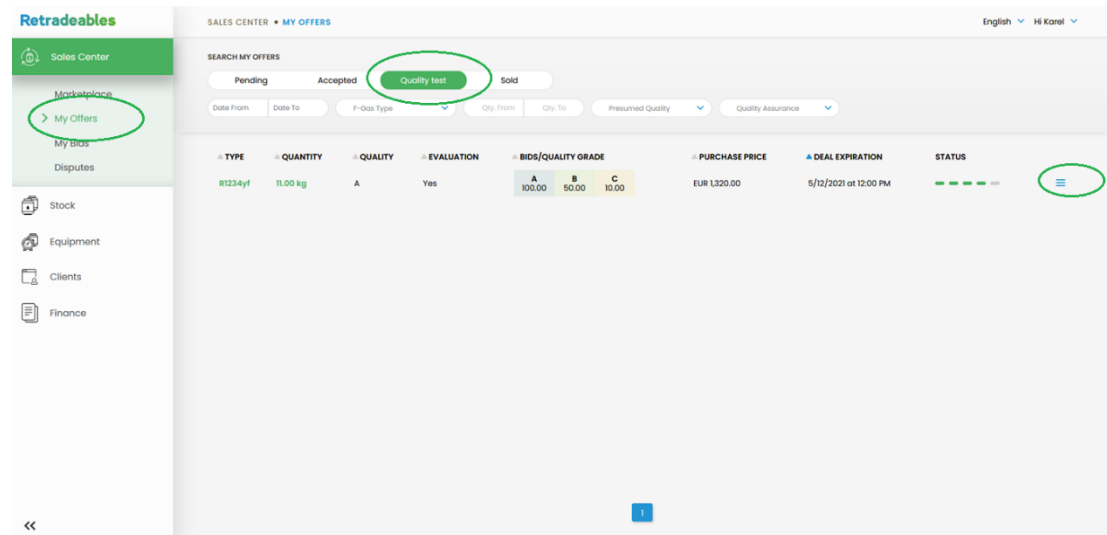 Retradeables
SALES CENTER • MY OFFERS
English
Hi Karel
Sales Center
Marketplace
My Offers
My Bids
Disputes
Stock
Equipment
Clients
Finance
SEARCH MY OFFERS
Pending Accepted Quality test Sold
Date From Date To F-Gas Type Qty. From Qty. To Presumed Quality Quality Assurance
TYPE QUANTITY QUALITY EVALUATION BIDS/QUALITY GRADE PURCHASE PRICE DEAL EXPIRATION STATUS
R1234yf 11.00 kg A Yes A B C EUR 1,320.00 5/12/2021 at 12:00 PM
100.00 50.00 10.00
1